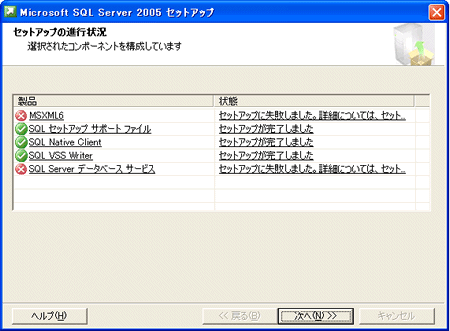 Microsoft SQL Server 2005 セットアップ
セットアップの進行状況
選択されたコンポーネントを構成しています
製品 状態
MSXML6 セットアップに失敗しました。詳細については、セット...
SQL セットアップ サポート ファイル セットアップが完了しました
SQL Native Client セットアップが完了しました
SQL VSS Writer セットアップが完了しました
SQL Server データベース サービス セットアップに失敗しました。詳細については、セット...
ヘルプ(H) << 戻る(B) 次へ(N) >> キャンセル